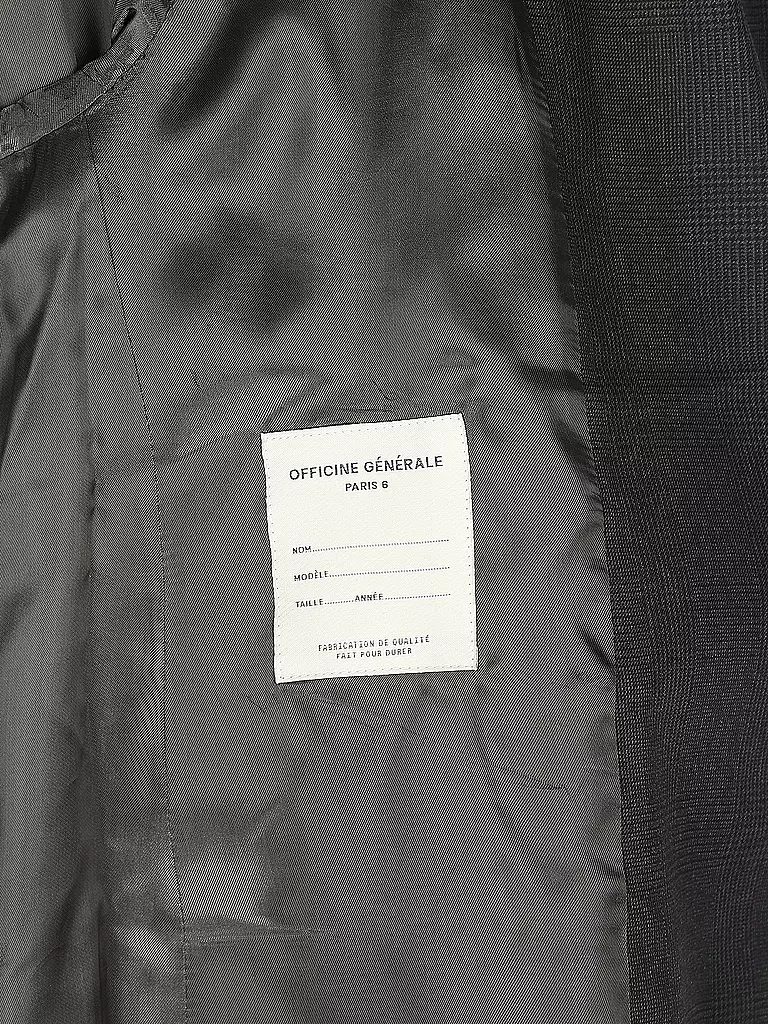 OFFICINE GÉNÉRALE
PARIS 6
NOM
MODÈLE
TAILLE ANNÉE
FABRICATION DE QUALITÉ
FAIT POUR DURER